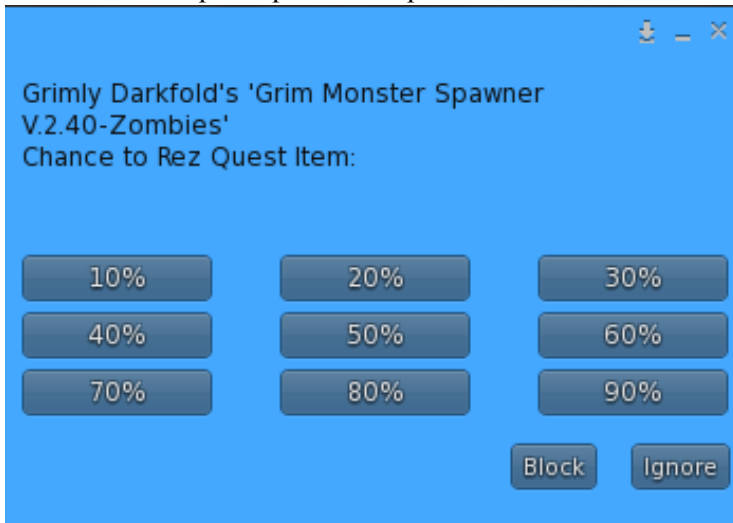 Grimly Darkfold's 'Grim Monster Spawner
V.2.40-Zombies'
Chance to Rez Quest Item:
10% 20% 30%
40% 50% 60%
70% 80% 90%
Block Ignore